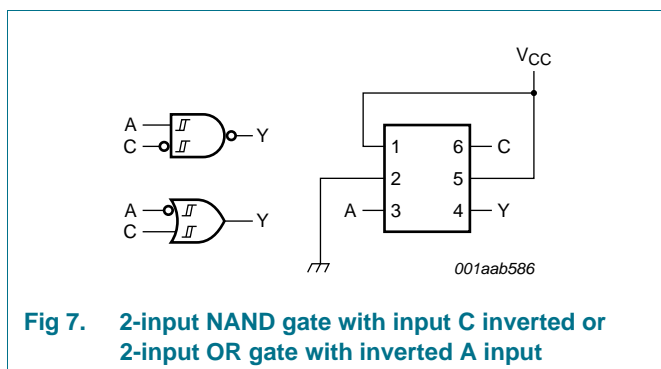 V_CC
A
C
Y
A
C
Y
1 6 C
2 5
A 3 4 Y
001aab586
Fig 7. 2-input NAND gate with input C inverted or
2-input OR gate with inverted A input